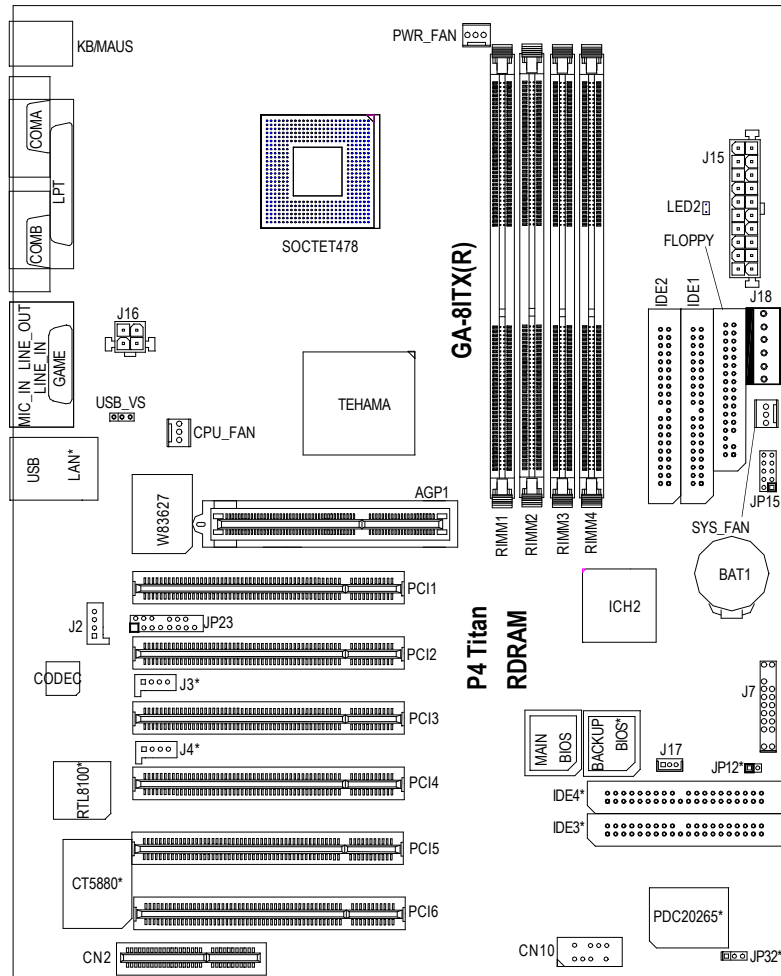 KB/MAUS
PWR_FAN
COMA
LPT
COMB
SOCTET478
J15
LED2
FLOPPY
IDE2
IDE1
J18
GA-8ITX(R)
MIC_IN LINE_OUT
LINE_IN
GAME
J16
USB_VS
CPU_FAN
TEHAMA
USB
LAN*
W83627
AGP1
RIMM1
RIMM2
RIMM3
RIMM4
JP15
SYS_FAN
BAT1
PCI1
ICH2
J2
JP23
PCI2
P4 Titan
RDRAM
CODEC
J3*
PCI3
J7
J4*
MAIN
BIOS
BACKUP
BIOS*
J17
JP12*
RTL8100*
PCI4
IDE4*
IDE3*
PCI5
CT5880*
PCI6
PDC20265*
CN2
CN10
JP32*